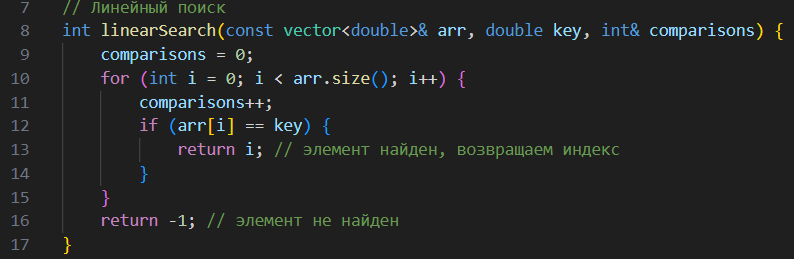 7 // Линейный поиск
8 int linearSearch(const vector<double>& arr, double key, int& comparisons) {
9 comparisons = 0;
10 for (int i = 0; i < arr.size(); i++) {
11 comparisons++;
12 if (arr[i] == key) {
13 return i; // элемент найден, возвращаем индекс
14 }
15 }
16 return -1; // элемент не найден
17 }